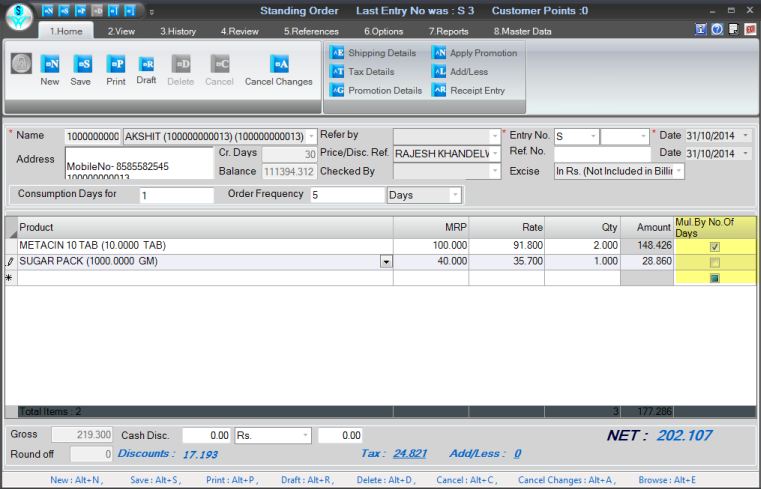 Standing Order Last Entry No was : S 3 Customer Points :0
1.Home 2.View 3.History 4.Review 5.References 6.Options 7.Reports 8.Master Data
N S P R D C A
New Save Print Draft Delete Cancel Cancel Changes
^E Shipping Details ^N Apply Promotion
^T Tax Details ^L Add/Less
^G Promotion Details ^R Receipt Entry
* Name 1000000000 AKSHIT (100000000013) (100000000013) Refer by * Entry No. S * Date 31/10/2014
Address MobileNo- 8585582545 Cr. Days 30 Price/Disc. Ref. RAJESH KHANDELW Ref. No. Date 31/10/2014
100000000013 Balance 111394.312 Checked By Excise In Rs. (Not Included in Billin
Consumption Days for 1 Order Frequency 5 Days
Product MRP Rate Qty Amount Mul.By No.Of Days
METACIN 10 TAB (10.0000 TAB) 100.000 91.800 2.000 148.426
SUGAR PACK (1000.0000 GM) 40.000 35.700 1.000 28.860
Total Items : 2 3 177.286
Gross 219.300 Cash Disc. 0.00 Rs. 0.00 NET : 202.107
Round off 0 Discounts : 17.193 Tax : 24.821 Add/Less : 0
New : Alt+N , Save : Alt+S , Print : Alt+P , Draft : Alt+R , Delete : Alt+D , Cancel : Alt+C , Cancel Changes : Alt+A , Browse : Alt+E